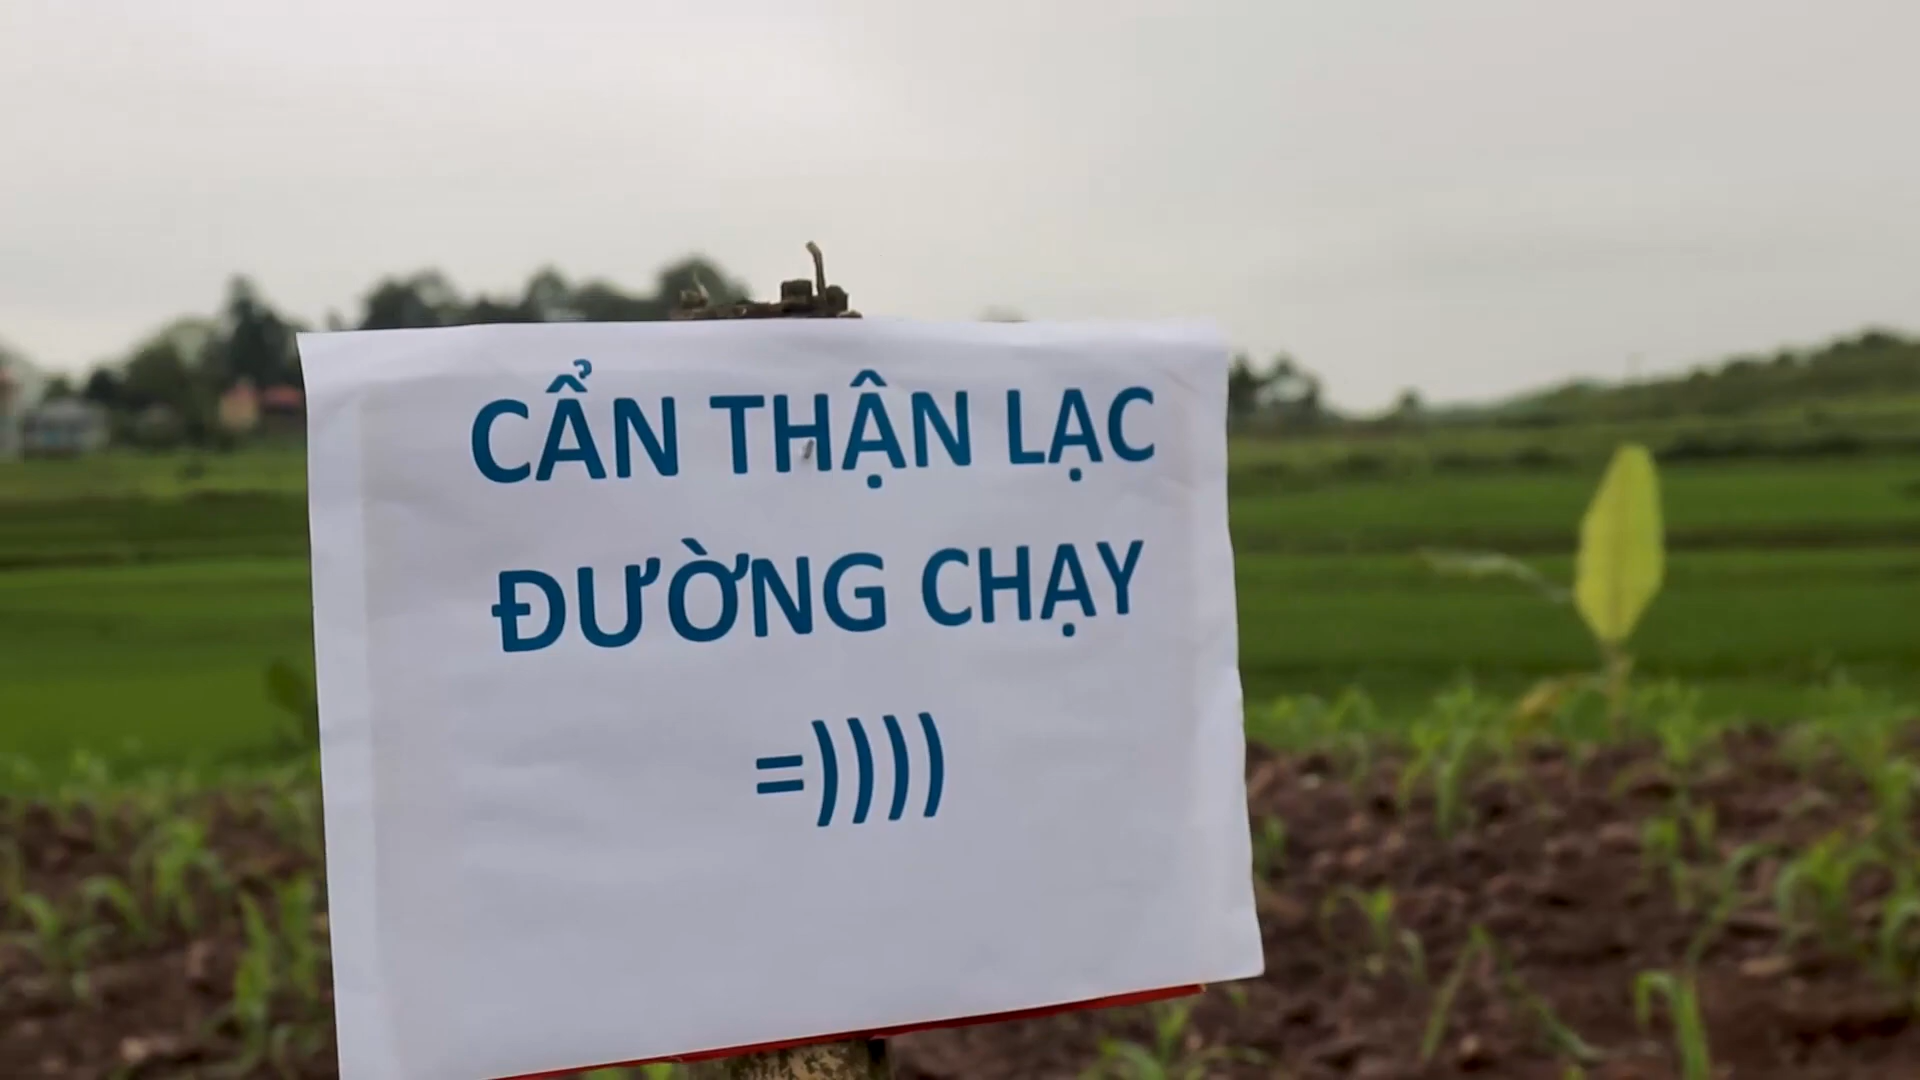 CẨN THẬN LẠC
ĐƯỜNG CHẠY
=))))